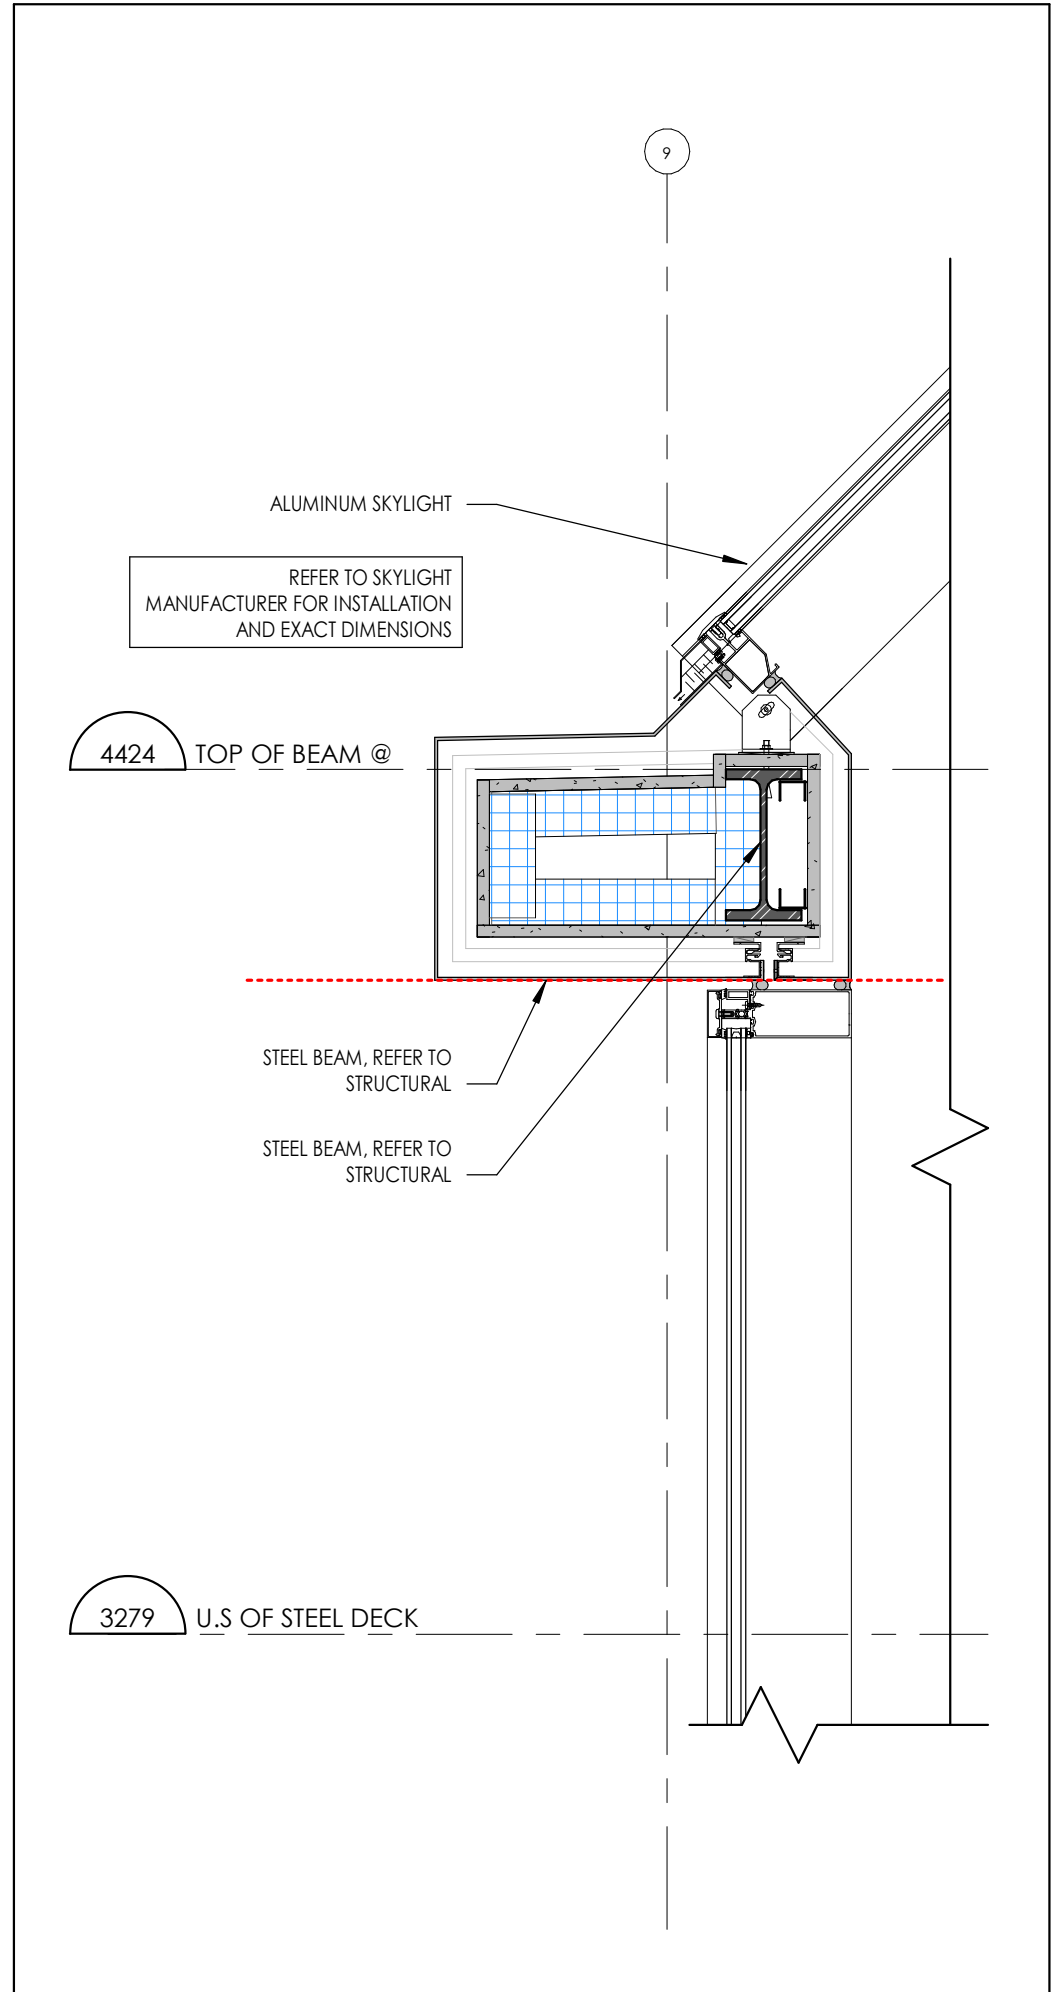 9
ALUMINUM SKYLIGHT
REFER TO SKYLIGHT
MANUFACTURER FOR INSTALLATION
AND EXACT DIMENSIONS
4424 TOP OF BEAM @
STEEL BEAM, REFER TO
STRUCTURAL
STEEL BEAM, REFER TO
STRUCTURAL
3279 U.S OF STEEL DECK